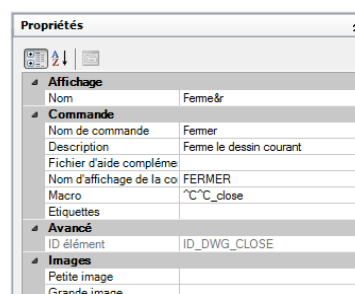 Propriétés
Affichage
Nom Ferme&r
Commande
Nom de commande Fermer
Description Ferme le dessin courant
Fichier d'aide compléme
Nom d'affichage de la co FERMER
Macro ^C^C_close
Etiquettes
Avancé
ID élément ID_DWG_CLOSE
Images
Petite image
Grande image